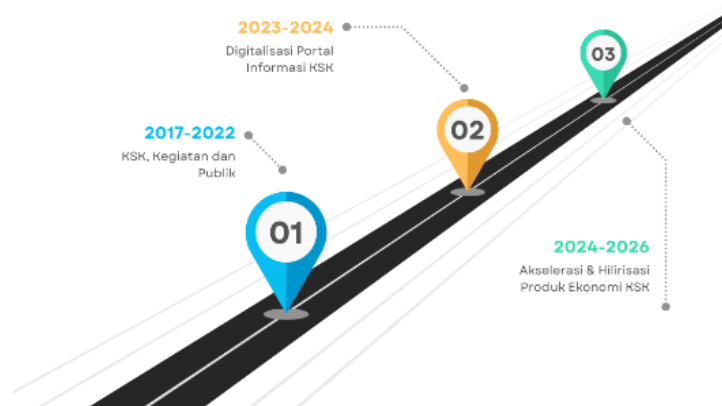 2023-2024
Digitalisasi Portal
Informasi KSK
03
02
2017-2022
KSK, Kegiatan dan
Publik
01
2024-2026
Akselerasi & Hilirisasi
Produk Ekonomi KSK